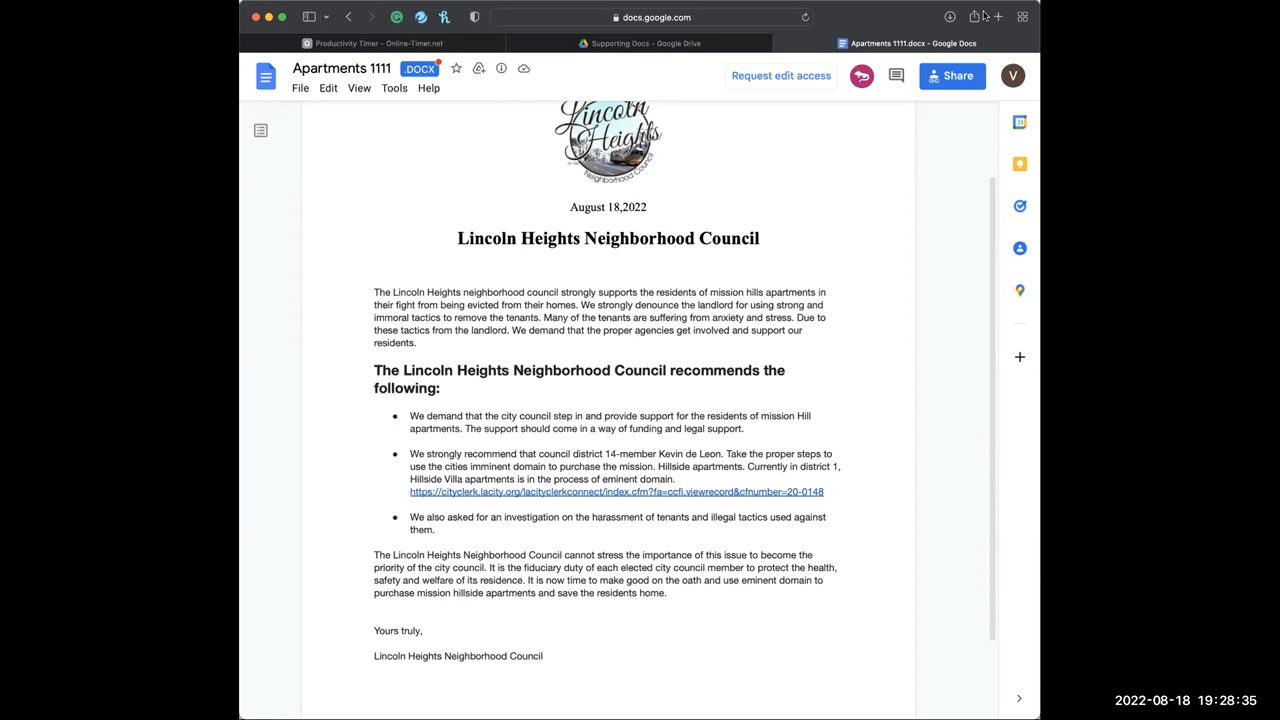 docs.google.com
Productivity Timer - Online-Timer.net
Supporting Docs - Google Drive
Apartments 1111.docx - Google Docs
Apartments 1111 .DOCX
Request edit access
Share
V
File Edit View Tools Help
Lincoln
Heights
Neighborhood Council
August 18,2022
Lincoln Heights Neighborhood Council
The Lincoln Heights neighborhood council strongly supports the residents of mission hills apartments in
their fight from being evicted from their homes. We strongly denounce the landlord for using strong and
immoral tactics to remove the tenants. Many of the tenants are suffering from anxiety and stress. Due to
these tactics from the landlord. We demand that the proper agencies get involved and support our
residents.
The Lincoln Heights Neighborhood Council recommends the
following:
● We demand that the city council step in and provide support for the residents of mission Hill
apartments. The support should come in a way of funding and legal support.
● We strongly recommend that council district 14-member Kevin de Leon. Take the proper steps to
use the cities imminent domain to purchase the mission. Hillside apartments. Currently in district 1,
Hillside Villa apartments is in the process of eminent domain.
https://cityclerk.lacity.org/lacityclerkconnect/index.cfm?fa=ccfi.viewrecord&cfnumber=20-0148
● We also asked for an investigation on the harassment of tenants and illegal tactics used against
them.
The Lincoln Heights Neighborhood Council cannot stress the importance of this issue to become the
priority of the city council. It is the fiduciary duty of each elected city council member to protect the health,
safety and welfare of its residence. It is now time to make good on the oath and use eminent domain to
purchase mission hillside apartments and save the residents home.
Yours truly,
Lincoln Heights Neighborhood Council
2022-08-18 19:28:35